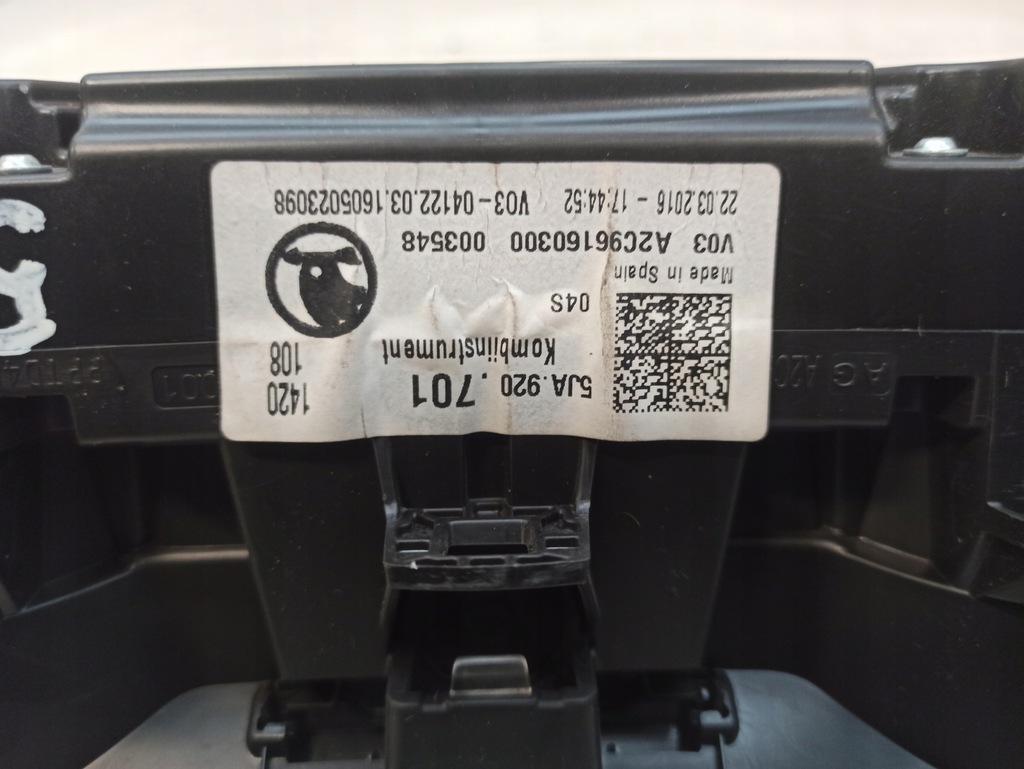 5JA 920 .701
Kombiinstrument
1420
108
04S
Made in Spain
V03 A2C96160300 003548
22.03.2016 - 17:44:52 V03-04122.03.1605023098